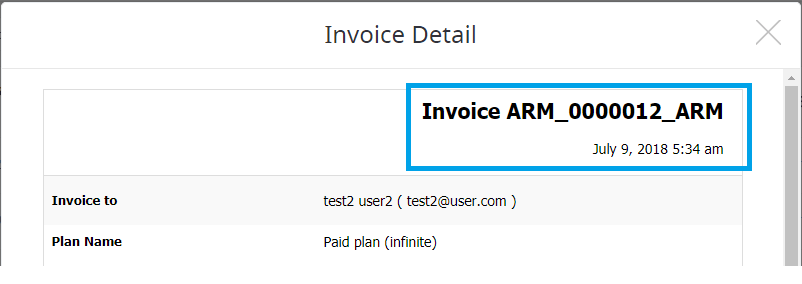 Invoice Detail
Invoice ARM_0000012_ARM
July 9, 2018 5:34 am
Invoice to test2 user2 ( test2@user.com )
Plan Name Paid plan (infinite)